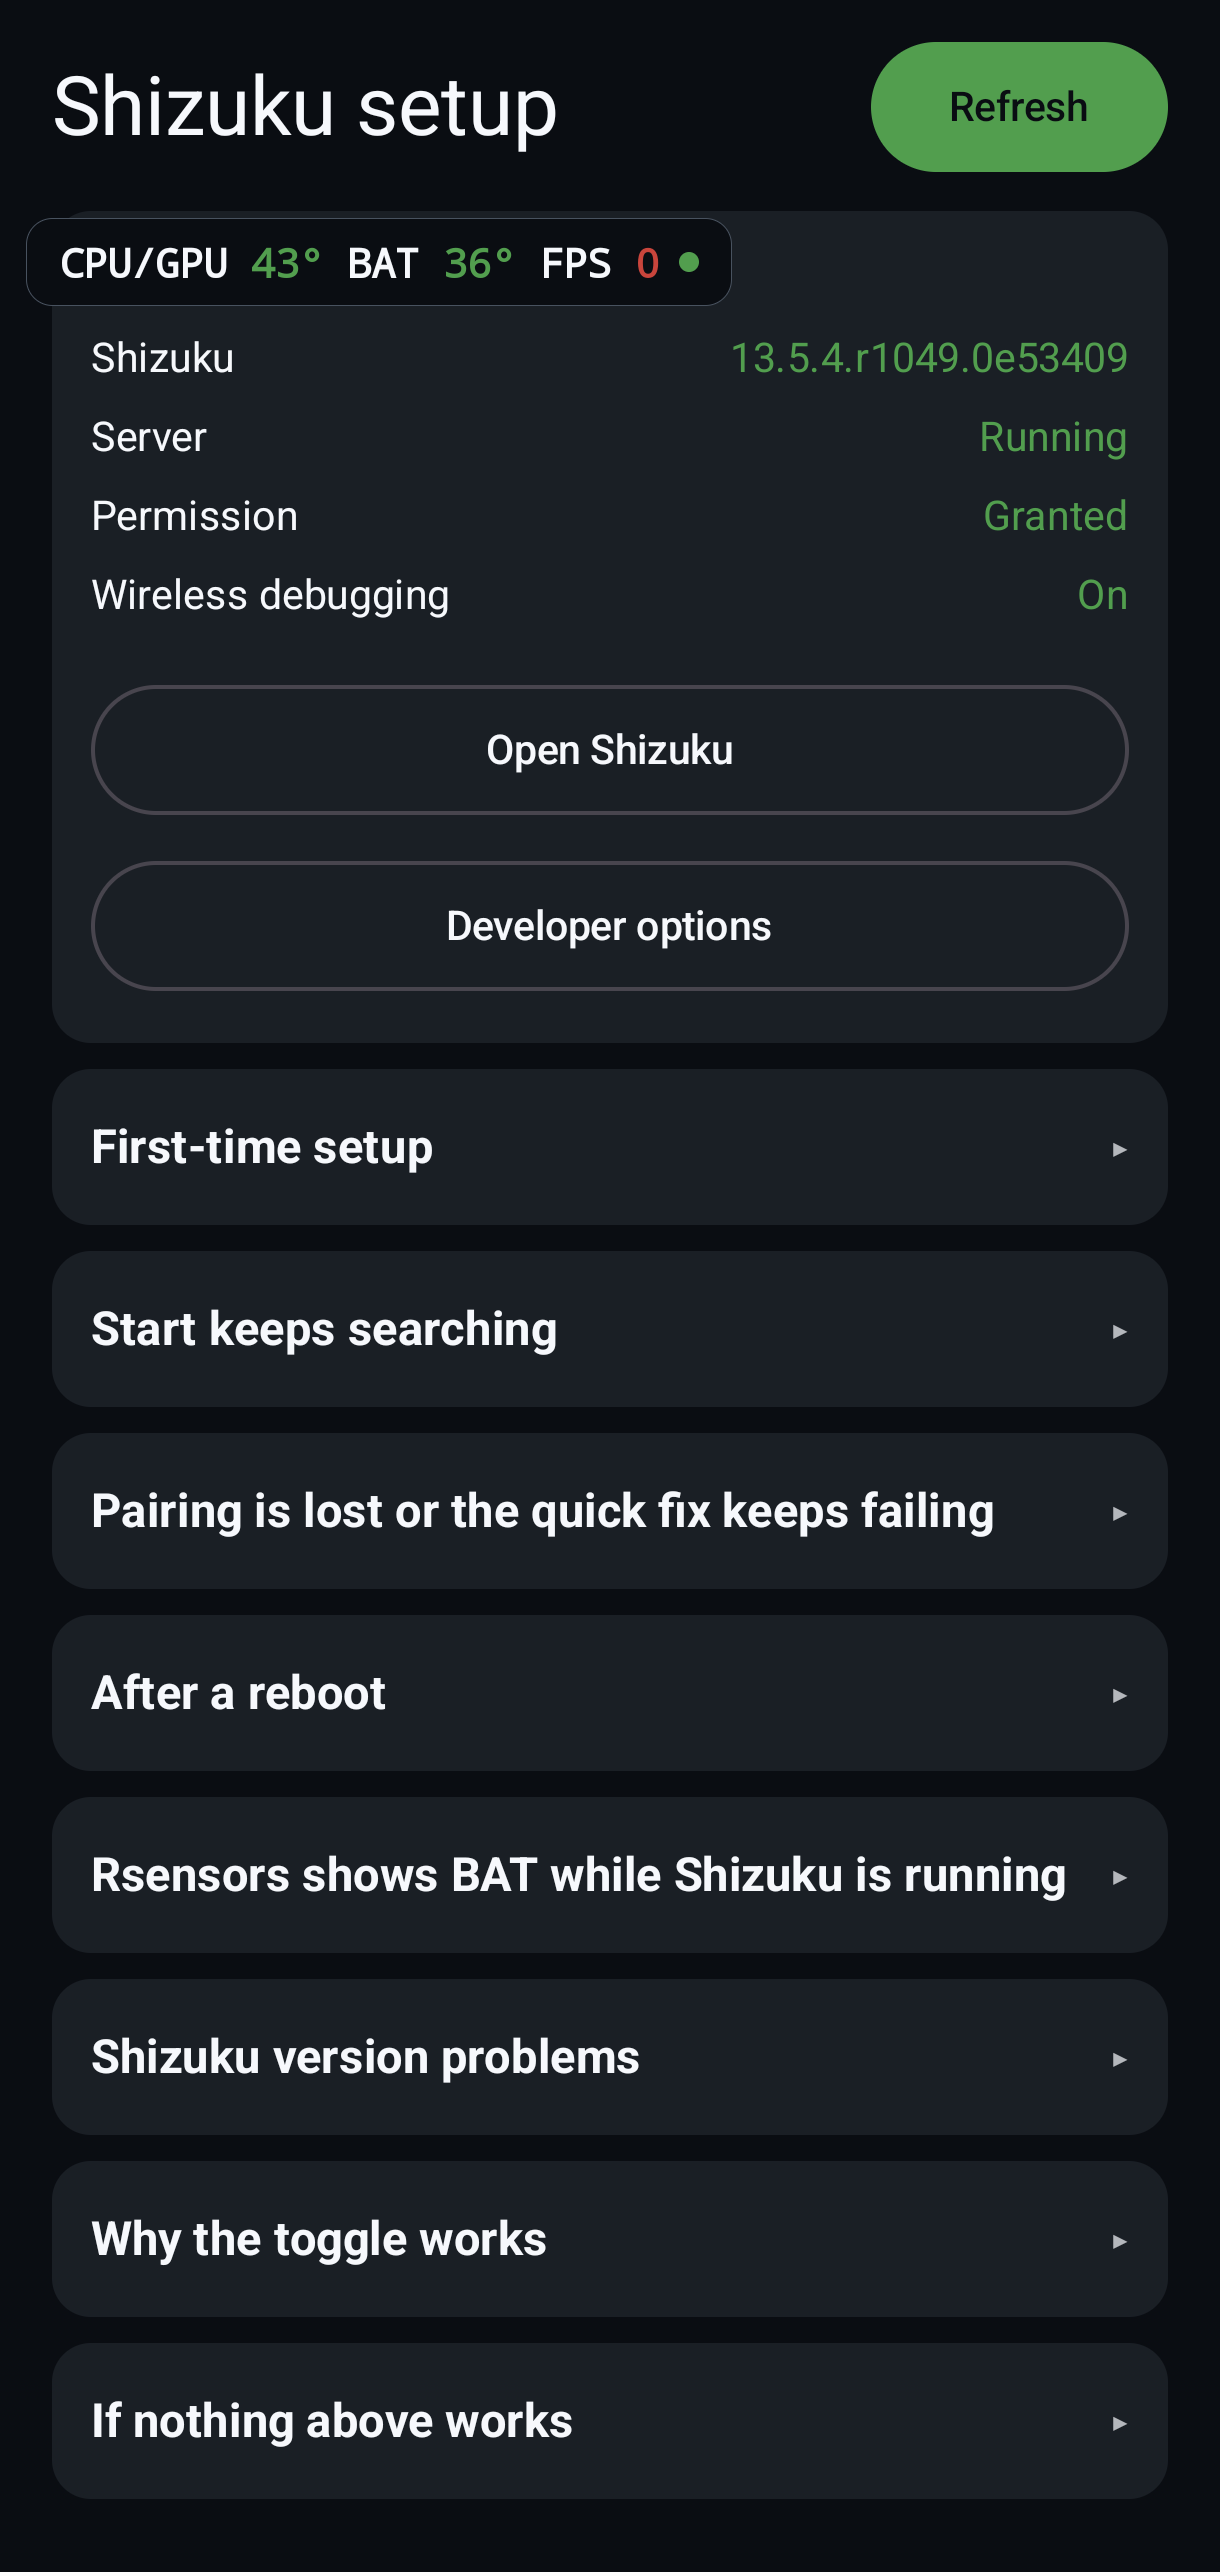 Shizuku setup
Refresh
CPU/GPU 43° BAT 36° FPS 0
Shizuku 13.5.4.r1049.0e53409
Server Running
Permission Granted
Wireless debugging On
Open Shizuku
Developer options
First-time setup
Start keeps searching
Pairing is lost or the quick fix keeps failing
After a reboot
Rsensors shows BAT while Shizuku is running
Shizuku version problems
Why the toggle works
If nothing above works